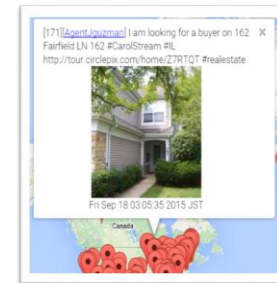 [171][AgentJguzman] I am looking for a buyer on 162 X
Fairfield LN 162 #CarolStream #IL
http://tour.circlepix.com/home/Z7RTQT #realestate
Fri Sep 18 03:05:35 2015 JST
Canada